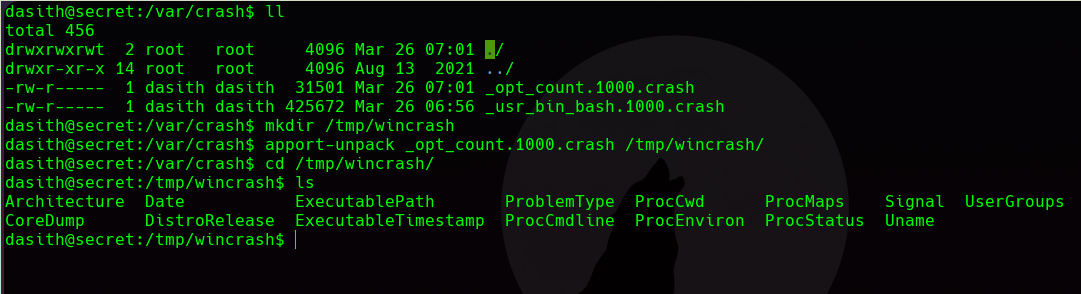 dasith@secret:/var/crash$ ll
total 456
drwxrwxrwt  2 root   root     4096 Mar 26 07:01 ./
drwxr-xr-x 14 root   root     4096 Aug 13  2021 ../
-rw-r-----  1 dasith dasith  31501 Mar 26 07:01 _opt_count.1000.crash
-rw-r-----  1 dasith dasith 425672 Mar 26 06:56 _usr_bin_bash.1000.crash
dasith@secret:/var/crash$ mkdir /tmp/wincrash
dasith@secret:/var/crash$ apport-unpack _opt_count.1000.crash /tmp/wincrash/
dasith@secret:/var/crash$ cd /tmp/wincrash/
dasith@secret:/tmp/wincrash$ ls
Architecture  Date           ExecutablePath       ProblemType  ProcCwd      ProcMaps    Signal  UserGroups
CoreDump      DistroRelease  ExecutableTimestamp  ProcCmdline  ProcEnviron  ProcStatus  Uname
dasith@secret:/tmp/wincrash$